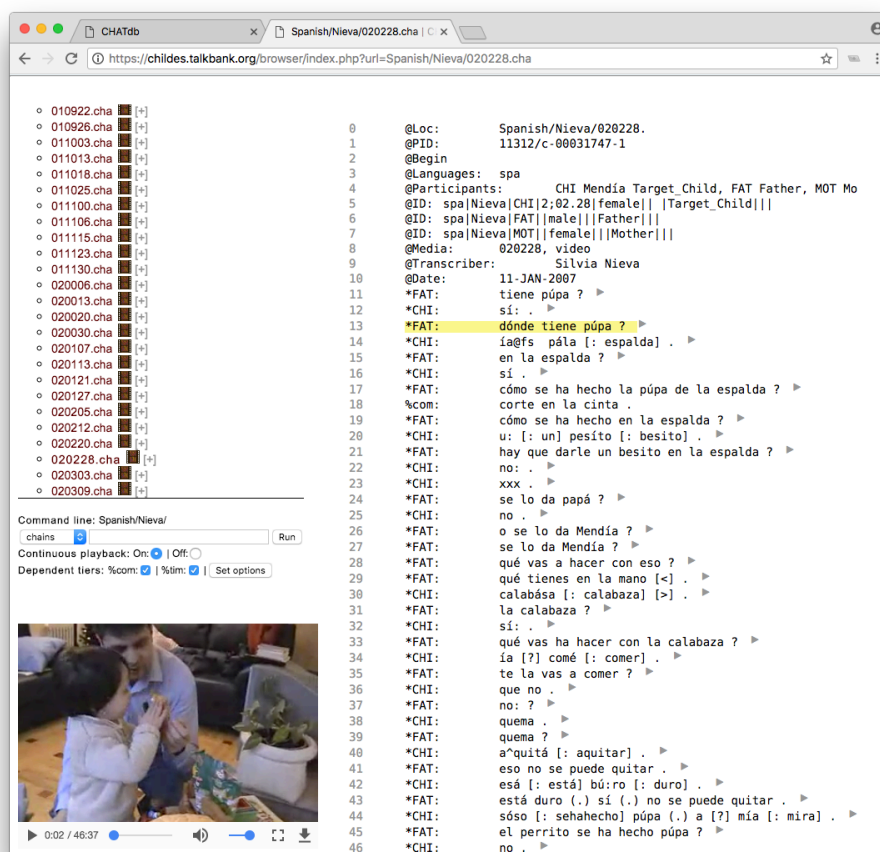 CHATdb
Spanish/Nieva/020228.cha | C
https://childes.talkbank.org/browser/index.php?url=Spanish/Nieva/020228.cha
010922.cha [+]
010926.cha [+]
011003.cha [+]
011013.cha [+]
011018.cha [+]
011025.cha [+]
011100.cha [+]
011106.cha [+]
011115.cha [+]
011123.cha [+]
011130.cha [+]
020006.cha [+]
020013.cha [+]
020020.cha [+]
020030.cha [+]
020107.cha [+]
020113.cha [+]
020121.cha [+]
020127.cha [+]
020205.cha [+]
020212.cha [+]
020220.cha [+]
020228.cha [+]
020303.cha [+]
020309.cha [+]
Command line: Spanish/Nieva/
chains Run
Continuous playback: On: | Off:
Dependent tiers: %com: | %tim: | Set options
0:02 / 46:37
0 @Loc: Spanish/Nieva/020228.
1 @PID: 11312/c-00031747-1
2 @Begin
3 @Languages: spa
4 @Participants: CHI Mendía Target_Child, FAT Father, MOT Mo
5 @ID: spa|Nieva|CHI|2;02.28|female|| |Target_Child|||
6 @ID: spa|Nieva|FAT||male|||Father|||
7 @ID: spa|Nieva|MOT||female|||Mother|||
8 @Media: 020228, video
9 @Transcriber: Silvia Nieva
10 @Date: 11-JAN-2007
11 *FAT: tiene púpa ?
12 *CHI: sí: .
13 *FAT: dónde tiene púpa ?
14 *CHI: ía@fs pála [: espalda] .
15 *FAT: en la espalda ?
16 *CHI: sí .
17 *FAT: cómo se ha hecho la púpa de la espalda ?
18 %com: corte en la cinta .
19 *FAT: cómo se ha hecho en la espalda ?
20 *CHI: u: [: un] pesíto [: besito] .
21 *FAT: hay que darle un besito en la espalda ?
22 *CHI: no: .
23 *CHI: xxx .
24 *FAT: se lo da papá ?
25 *CHI: no .
26 *FAT: o se lo da Mendía ?
27 *FAT: se lo da Mendía ?
28 *FAT: qué vas a hacer con eso ?
29 *FAT: qué tienes en la mano [<] .
30 *CHI: calabása [: calabaza] [>] .
31 *FAT: la calabaza ?
32 *CHI: sí: .
33 *FAT: qué vas ha hacer con la calabaza ?
34 *CHI: ía [?] comé [: comer] .
35 *FAT: te la vas a comer ?
36 *CHI: que no .
37 *FAT: no: ?
38 *CHI: quema .
39 *FAT: quema ?
40 *CHI: a^quitá [: aquitar] .
41 *FAT: eso no se puede quitar .
42 *CHI: esá [: está] bú:ro [: duro] .
43 *FAT: está duro (.) sí (.) no se puede quitar .
44 *CHI: sóso [: sehahecho] púpa (.) a [?] mía [: mira] .
45 *FAT: el perrito se ha hecho púpa ?
46 *CHI: no .